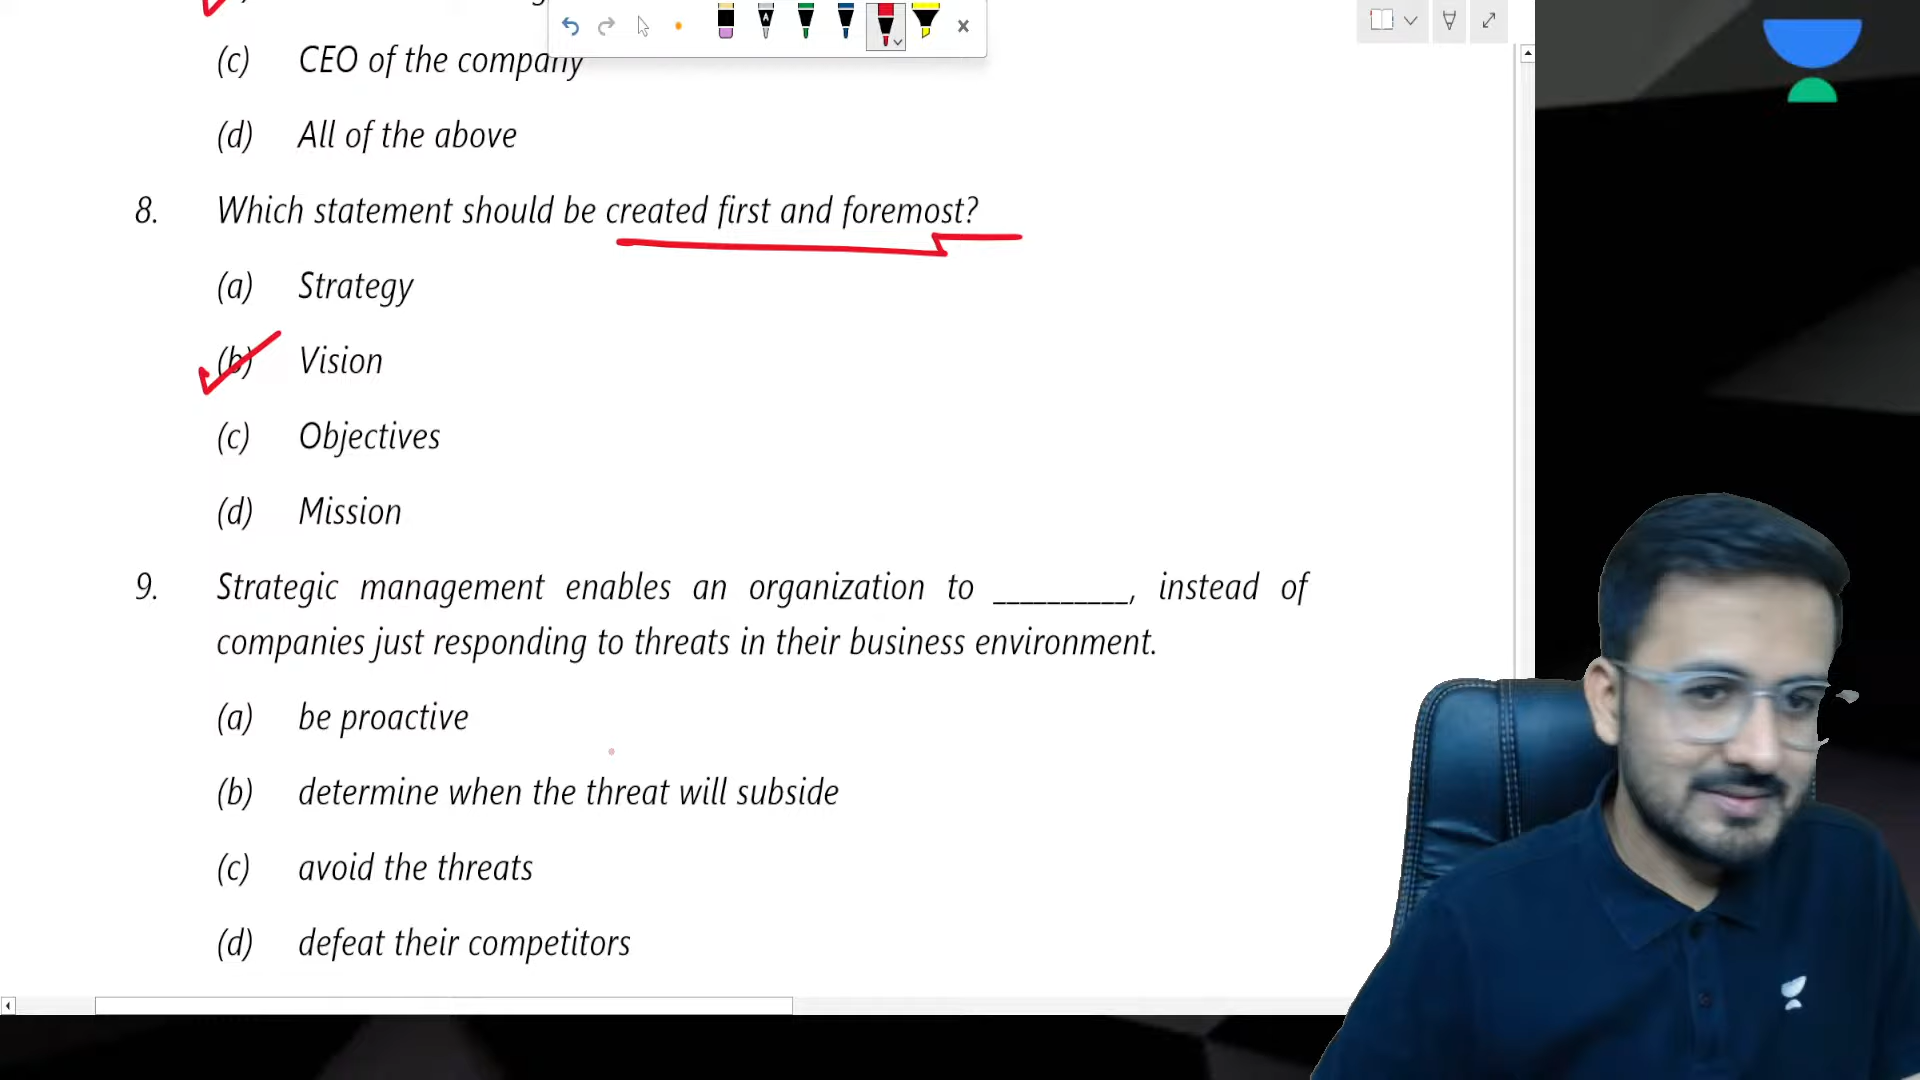 (c) CEO of the company
(d) All of the above
8. Which statement should be created first and foremost?
(a) Strategy
(b) Vision
(c) Objectives
(d) Mission
9. Strategic management enables an organization to __________, instead of
companies just responding to threats in their business environment.
(a) be proactive
(b) determine when the threat will subside
(c) avoid the threats
(d) defeat their competitors